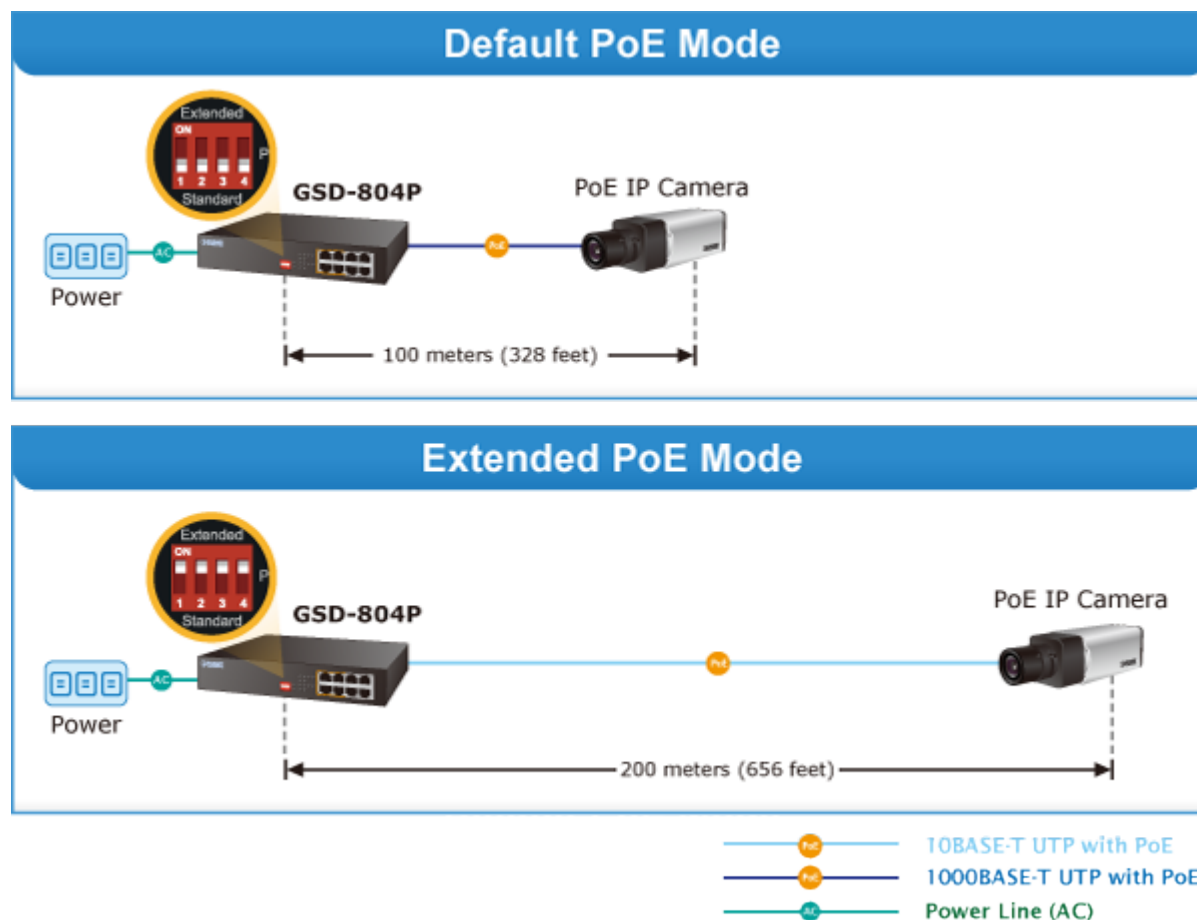 Default PoE Mode
Extended
ON
P
1 2 3 4
Standard
GSD-804P
PoE IP Camera
AC
PoE
Power
100 meters (328 feet)
Extended PoE Mode
Extended
ON
P
1 2 3 4
Standard
GSD-804P
PoE IP Camera
AC
PoE
Power
200 meters (656 feet)
PoE 10BASE-T UTP with PoE
PoE 1000BASE-T UTP with PoE
AC Power Line (AC)